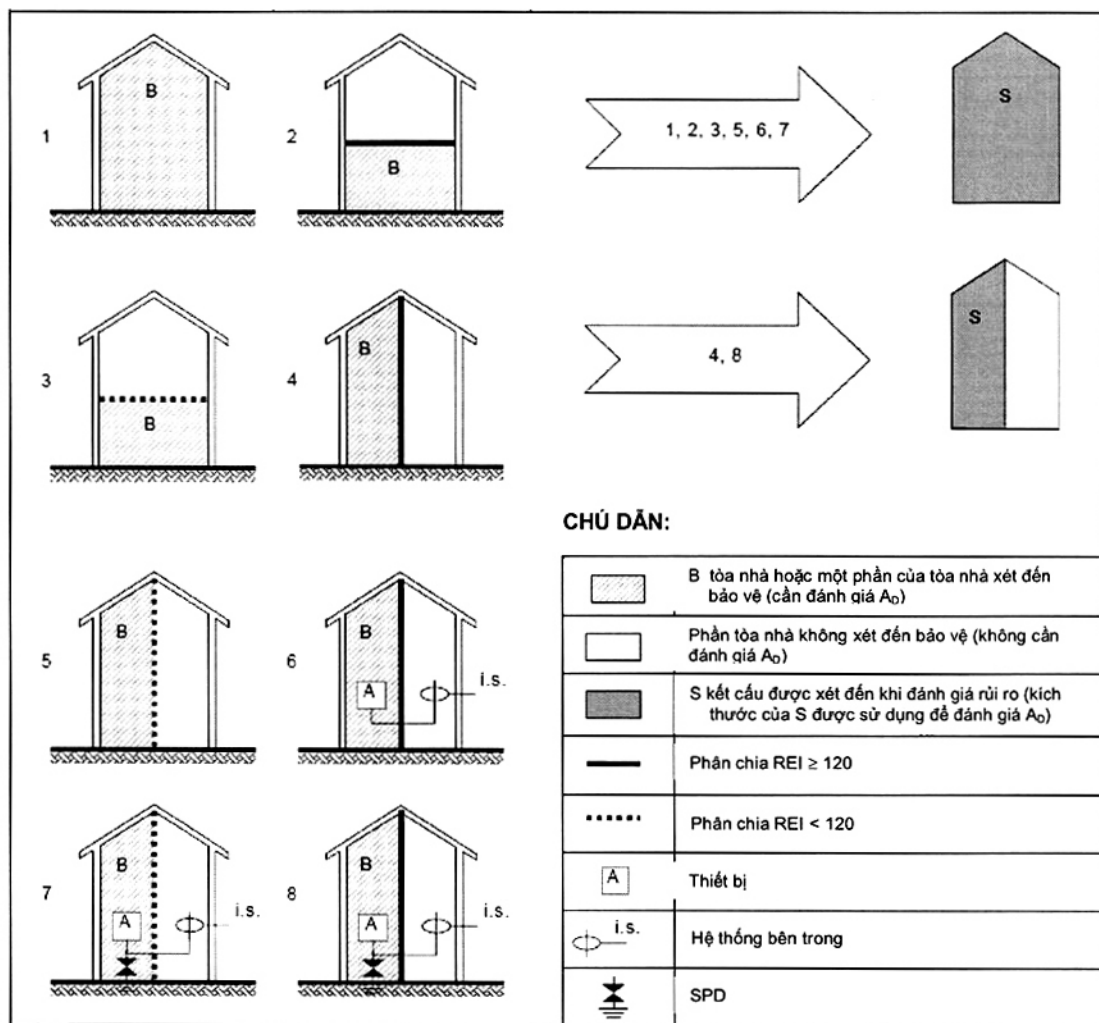 B
1
2
B
1, 2, 3, 5, 6, 7
S
3
B
4
B
4, 8
S
CHÚ DẪN:
B tòa nhà hoặc một phần của tòa nhà xét đến
bảo vệ (cần đánh giá AD)
Phần tòa nhà không xét đến bảo vệ (không cần
đánh giá AD)
S kết cấu được xét đến khi đánh giá rủi ro (kích
thước của S được sử dụng để đánh giá AD)
Phân chia REI ≥ 120
Phân chia REI < 120
A
Thiết bị
i.s.
Hệ thống bên trong
SPD
5
B
6
B
A
i.s.
7
B
A
i.s.
8
B
A
i.s.